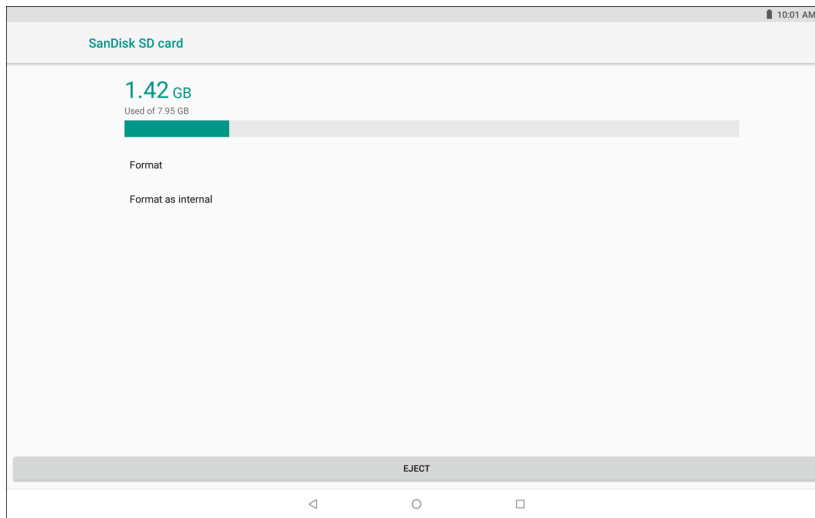 10:01 AM
SanDisk SD card
1.42 GB
Used of 7.95 GB
Format
Format as internal
EJECT